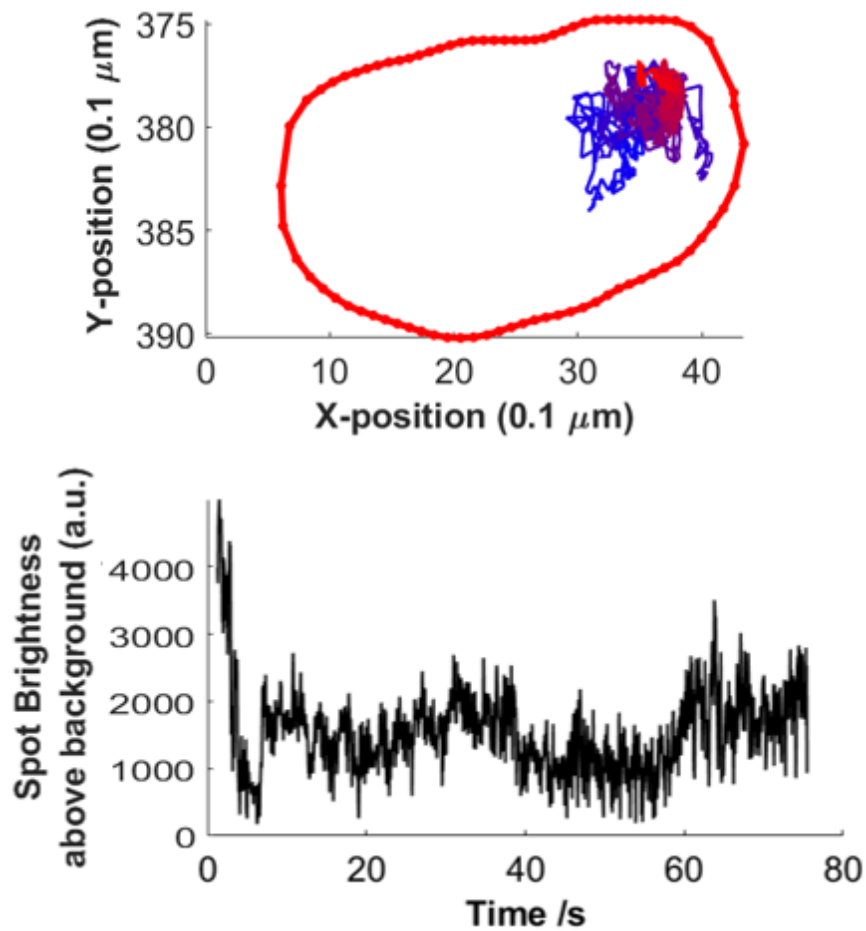 375
380
385
390
Y-position (0.1 μm)
0 10 20 30 40
X-position (0.1 μm)
4000
3000
2000
1000
0
Spot Brightness
above background (a.u.)
0 20 40 60 80
Time /s